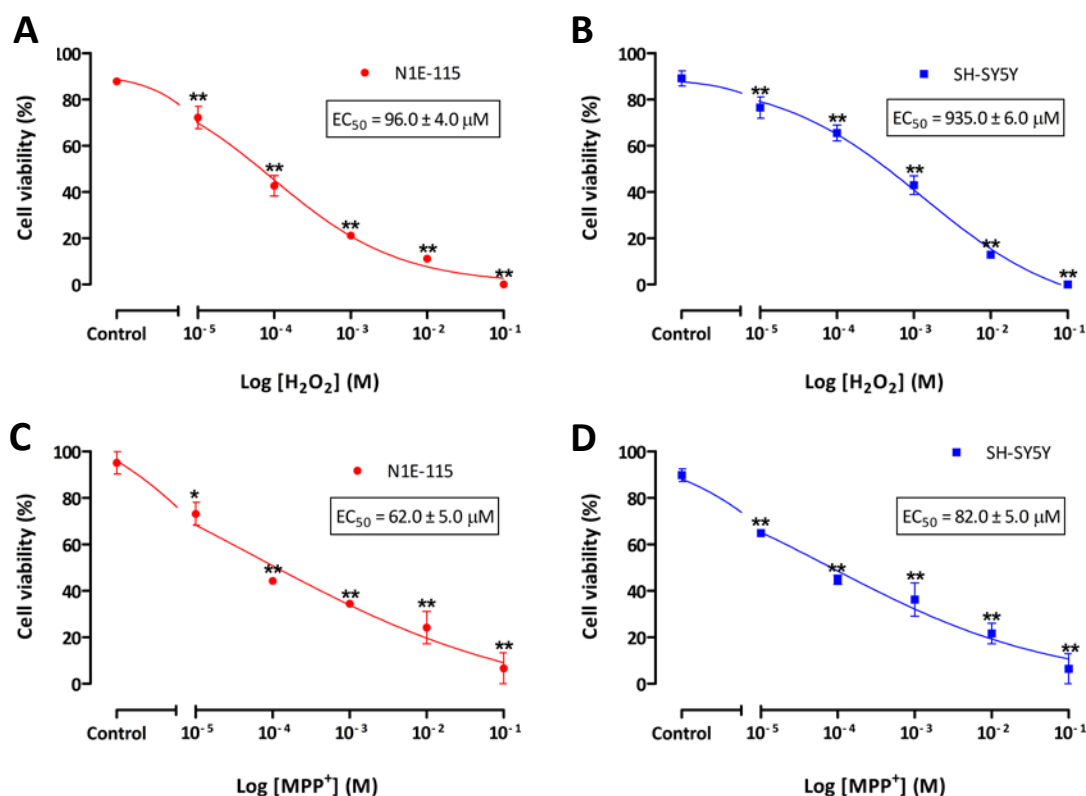 A
Cell viability (%)
100
80
60
40
20
0
N1E-115
EC₅₀ = 96.0 ± 4.0 µM
**
**
**
**
**
Control
10⁻⁵
10⁻⁴
10⁻³
10⁻²
10⁻¹
Log [H₂O₂] (M)
B
Cell viability (%)
100
80
60
40
20
0
SH-SY5Y
EC₅₀ = 935.0 ± 6.0 µM
**
**
**
**
**
Control
10⁻⁵
10⁻⁴
10⁻³
10⁻²
10⁻¹
Log [H₂O₂] (M)
C
Cell viability (%)
100
80
60
40
20
0
N1E-115
EC₅₀ = 62.0 ± 5.0 µM
*
**
**
**
**
Control
10⁻⁵
10⁻⁴
10⁻³
10⁻²
10⁻¹
Log [MPP⁺] (M)
D
Cell viability (%)
100
80
60
40
20
0
SH-SY5Y
EC₅₀ = 82.0 ± 5.0 µM
**
**
**
**
**
Control
10⁻⁵
10⁻⁴
10⁻³
10⁻²
10⁻¹
Log [MPP⁺] (M)